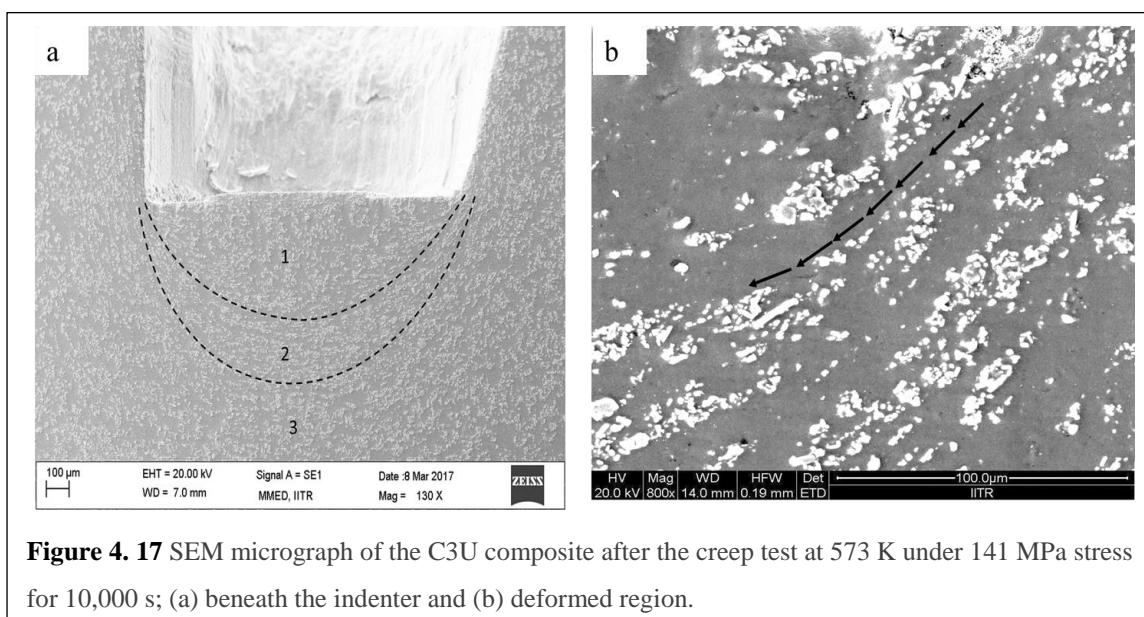 a
1
2
3
100 µm
EHT = 20.00 kV Signal A = SE1 Date :8 Mar 2017
WD = 7.0 mm MMED, IITR Mag = 130 X
ZEISS
b
HV Mag WD HFW Det
20.0 kV 800x 14.0 mm 0.19 mm ETD
100.0µm
IITR
Figure 4. 17 SEM micrograph of the C3U composite after the creep test at 573 K under 141 MPa stress
for 10,000 s; (a) beneath the indenter and (b) deformed region.